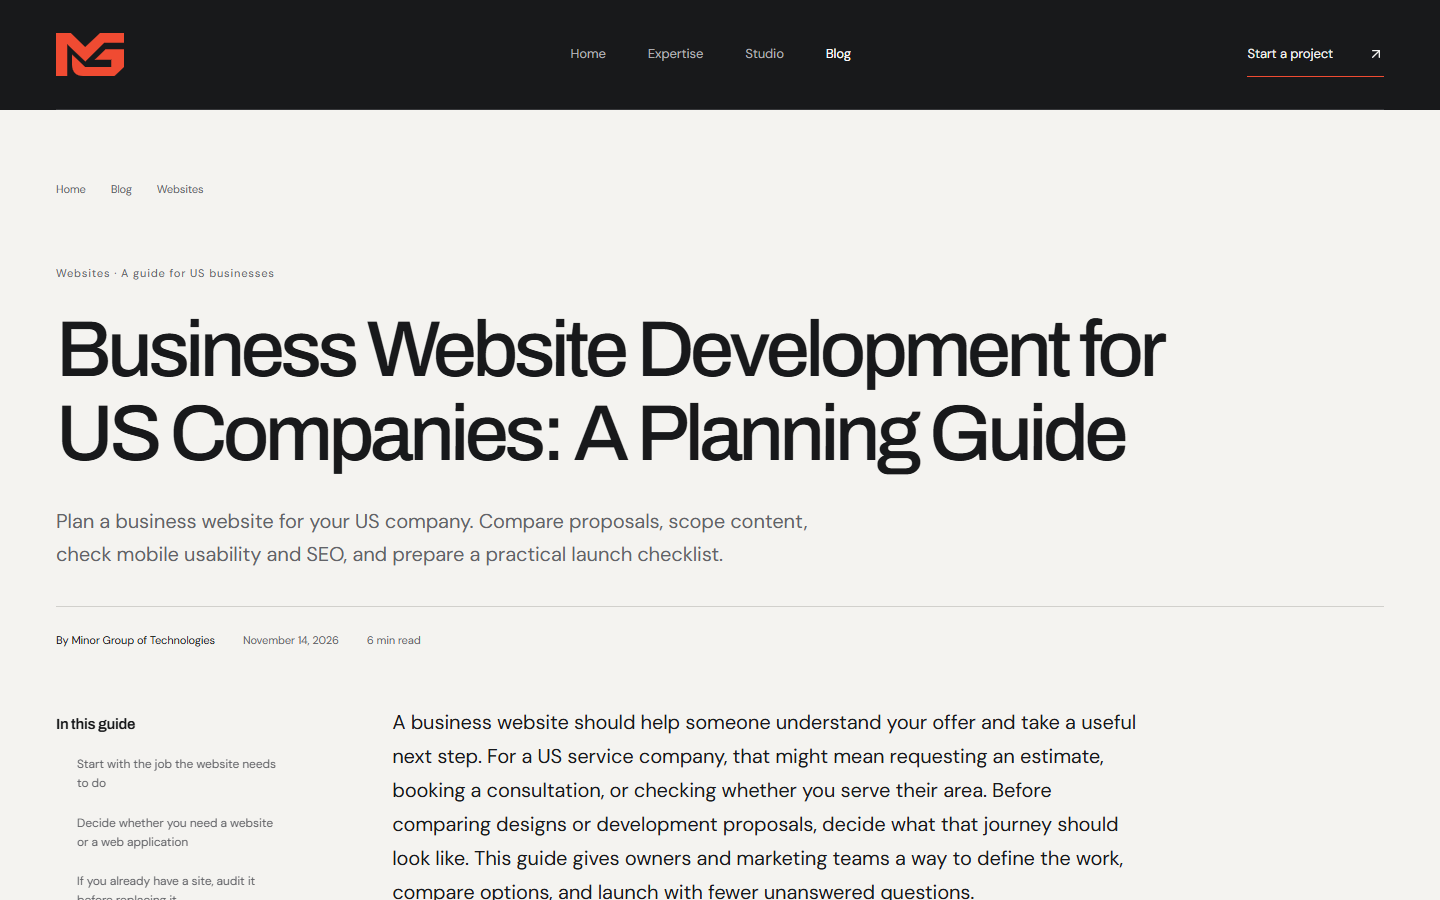 MG
Home Expertise Studio Blog
Start a project
Home Blog Websites
Websites · A guide for US businesses
Business Website Development for
US Companies: A Planning Guide
Plan a business website for your US company. Compare proposals, scope content,
check mobile usability and SEO, and prepare a practical launch checklist.
By Minor Group of Technologies November 14, 2026 6 min read
In this guide
Start with the job the website needs
to do
Decide whether you need a website
or a web application
If you already have a site, audit it
before replacing it
A business website should help someone understand your offer and take a useful
next step. For a US service company, that might mean requesting an estimate,
booking a consultation, or checking whether you serve their area. Before
comparing designs or development proposals, decide what that journey should
look like. This guide gives owners and marketing teams a way to define the work,
compare options, and launch with fewer unanswered questions.